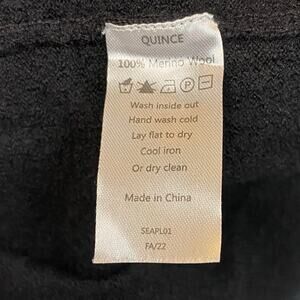 QUINCE
100% Merino Wool
Wash inside out
Hand wash cold
Lay flat to dry
Cool iron
Or dry clean
Made in China
SEAPL01
FA/22